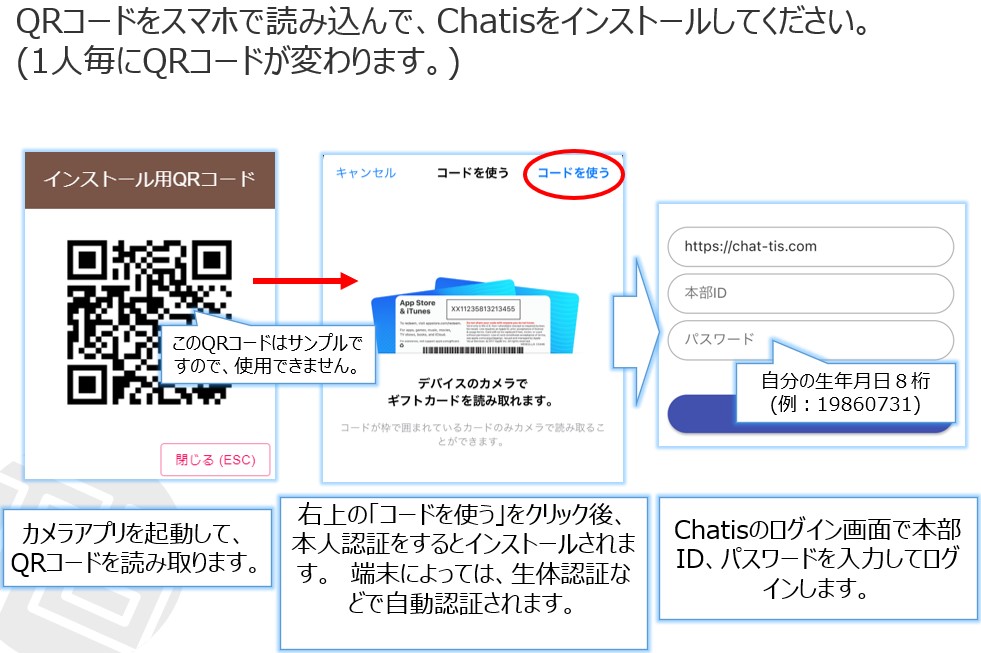 QRコードをスマホで読み込んで、Chatisをインストールしてください。
(1人毎にQRコードが変わります。)
インストール用QRコード
このQRコードはサンプルで
すので、使用できません。
閉じる (ESC)
キャンセル
コードを使う
コードを使う
App Store
& iTunes
XX11235813213455
デバイスのカメラで
ギフトカードを読み取れます。
コードが枠で囲まれているカードのみカメラで読み取るこ
とができます。
https://chat-tis.com
本部ID
パスワード
自分の生年月日８桁
(例：19860731)
カメラアプリを起動して、
QRコードを読み取ります。
右上の「コードを使う」をクリック後、
本人認証をするとインストールされま
す。 端末によっては、生体認証な
どで自動認証されます。
Chatisのログイン画面で本部
ID、パスワードを入力してログ
インします。